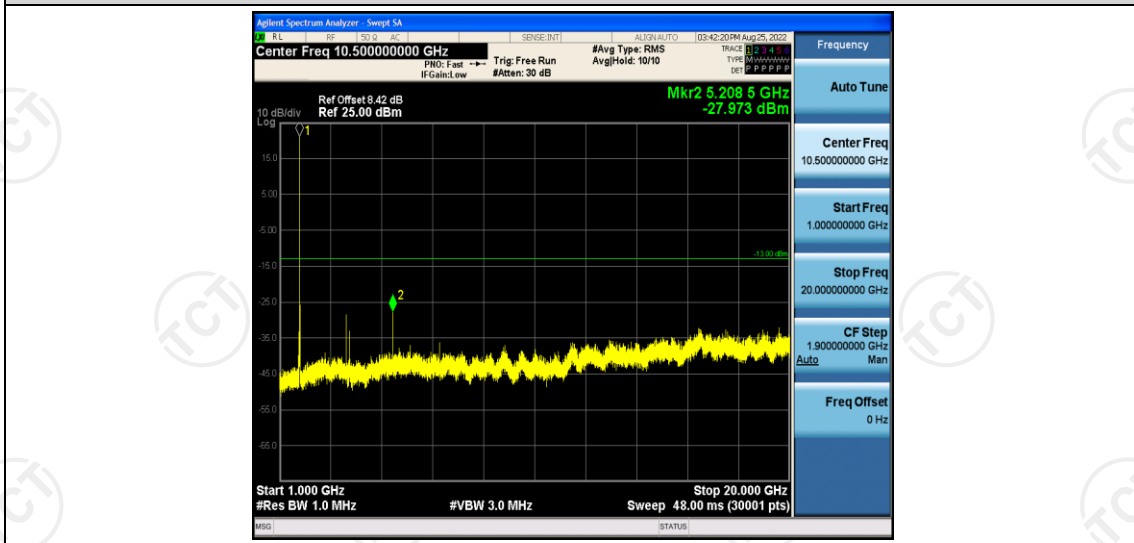 Agilent Spectrum Analyzer - Swept SA
RL RF 50 Ω AC SENSE:INT ALIGN AUTO 03:42:20 PM Aug 25, 2022
Center Freq 10.500000000 GHz
PNO: Fast
IFGain:Low
Trig: Free Run
#Atten: 30 dB
#Avg Type: RMS
Avg|Hold: 10/10
TRACE 1 2 3 4 5 6
TYPE M
DET P P P P P P
Ref Offset 8.42 dB
Ref 25.00 dBm
10 dB/div
Log
Mkr2 5.208 5 GHz
-27.973 dBm
1
15.0
5.00
-5.00
-13.00 dBm
-15.0
2
-25.0
-35.0
-45.0
-55.0
-65.0
Start 1.000 GHz
Stop 20.000 GHz
#Res BW 1.0 MHz
#VBW 3.0 MHz
Sweep 48.00 ms (30001 pts)
MSG
STATUS
Frequency
Auto Tune
Center Freq
10.500000000 GHz
Start Freq
1.000000000 GHz
Stop Freq
20.000000000 GHz
CF Step
1.900000000 GHz
Auto Man
Freq Offset
0 Hz
TCT
TCT
TCT
TCT
TCT
TCT